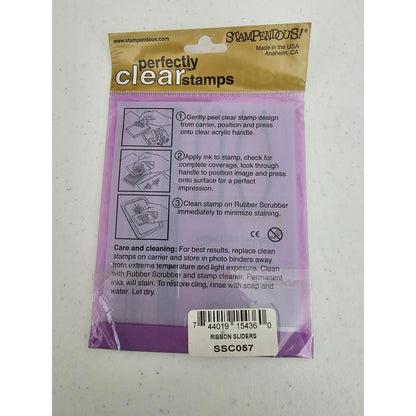 www.stampendous.com
STAMPENDOUS!
Made in the USA
Anaheim, CA
perfectly
clear stamps
1 Gently peel clear stamp design
from carrier, position and press
onto clear acrylic handle.
2 Apply ink to stamp, check for
complete coverage, look through
handle to position image and press
onto surface for a perfect
impression.
3 Clean stamp on Rubber Scrubber
immediately to minimize staining.
CE
Care and cleaning: For best results, replace clean
stamps on carrier and store in photo binders away
from extreme temperature and light exposure. Clean
with Rubber Scrubber and stamp cleaner. Permanent
inks will stain. To restore cling, rinse with soap and
water. Let dry.
7 44019 15436 0
RIBBON SLIDERS
SSC057